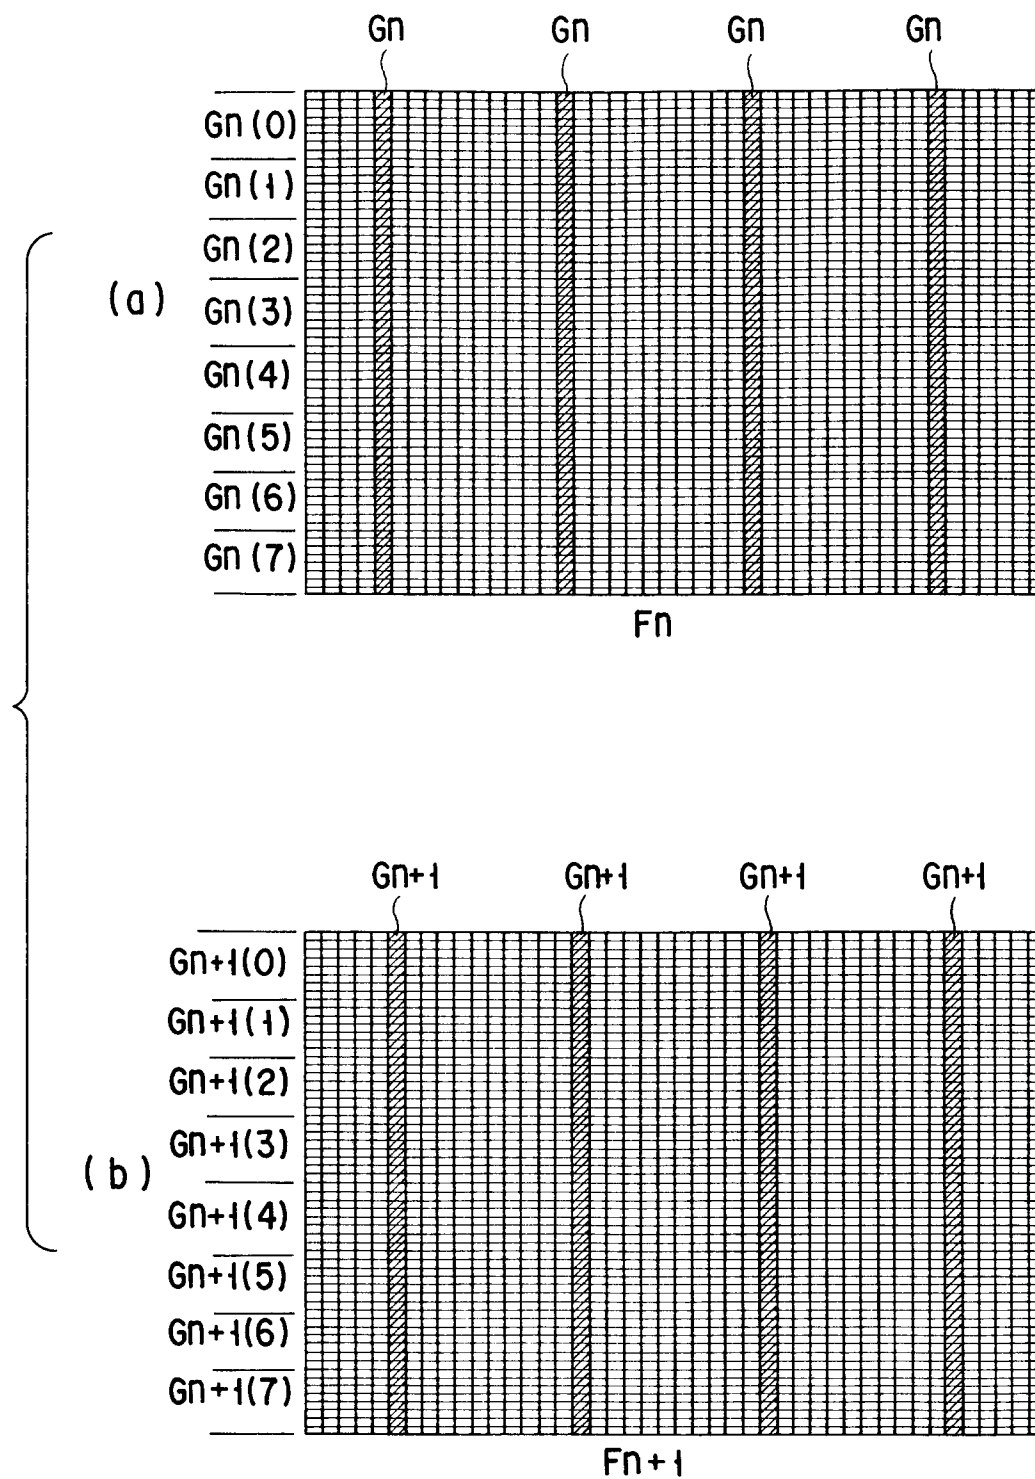 Gn Gn Gn Gn
Gn(0)
Gn(1)
Gn(2)
(a)
Gn(3)
Gn(4)
Gn(5)
Gn(6)
Gn(7)
Fn
Gn+1 Gn+1 Gn+1 Gn+1
Gn+1(0)
Gn+1(1)
Gn+1(2)
Gn+1(3)
(b)
Gn+1(4)
Gn+1(5)
Gn+1(6)
Gn+1(7)
Fn+1